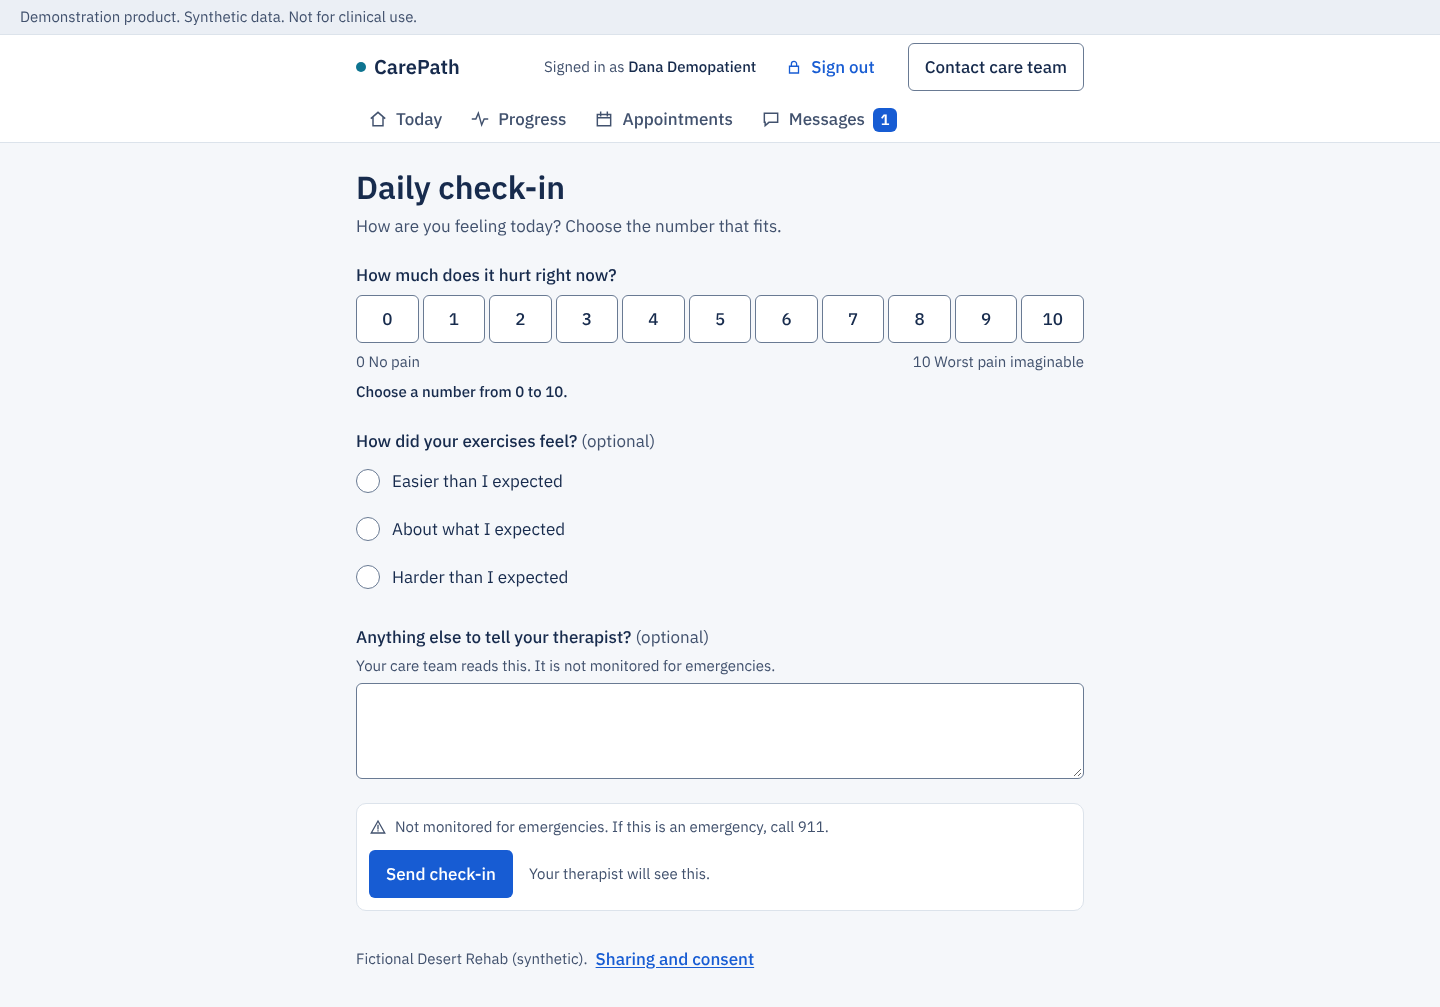 Demonstration product. Synthetic data. Not for clinical use.
CarePath
Signed in as Dana Demopatient
Sign out
Contact care team
Today
Progress
Appointments
Messages 1
Daily check-in
How are you feeling today? Choose the number that fits.
How much does it hurt right now?
0 1 2 3 4 5 6 7 8 9 10
0 No pain
10 Worst pain imaginable
Choose a number from 0 to 10.
How did your exercises feel? (optional)
Easier than I expected
About what I expected
Harder than I expected
Anything else to tell your therapist? (optional)
Your care team reads this. It is not monitored for emergencies.
Not monitored for emergencies. If this is an emergency, call 911.
Send check-in
Your therapist will see this.
Fictional Desert Rehab (synthetic). Sharing and consent